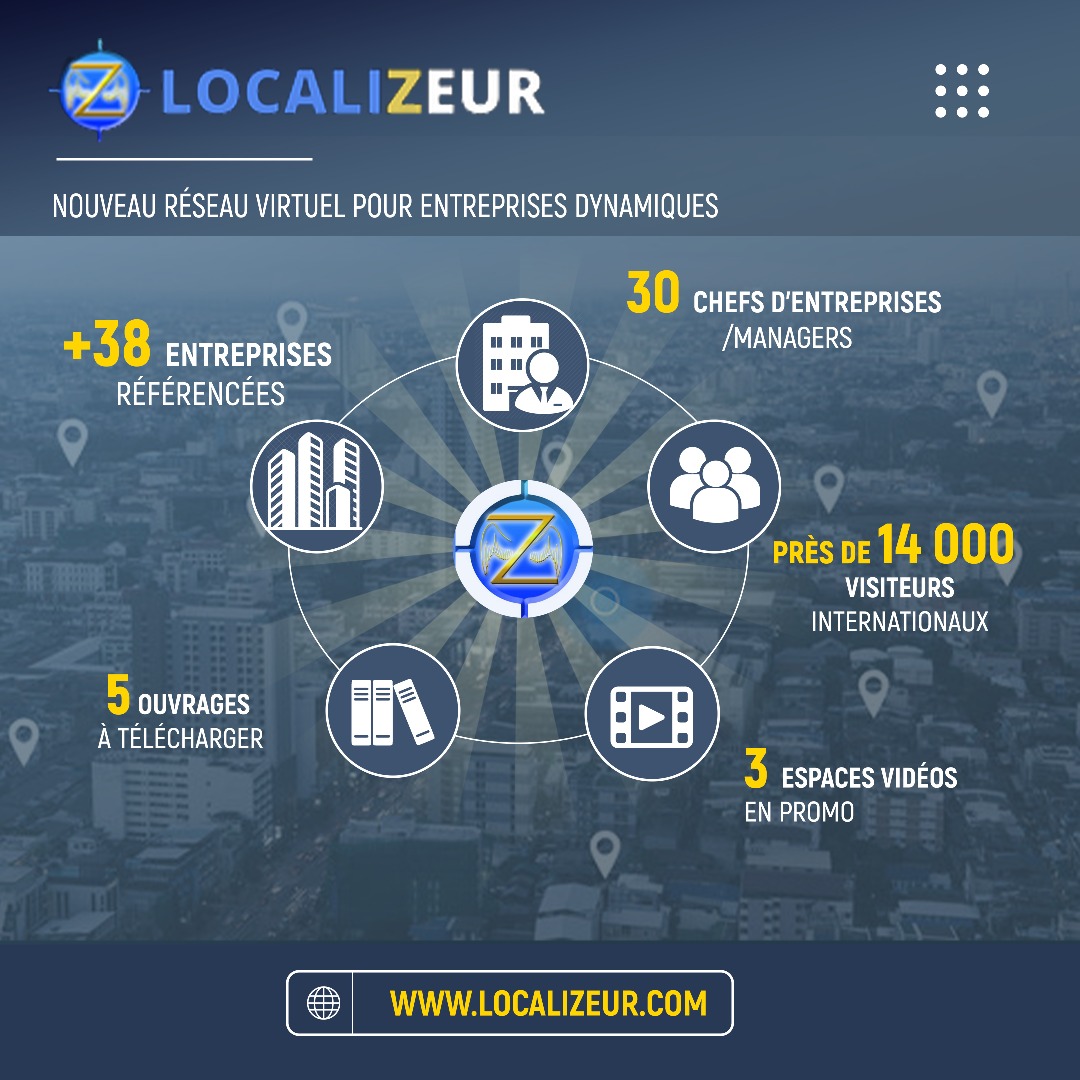 LOCALIZEUR
NOUVEAU RÉSEAU VIRTUEL POUR ENTREPRISES DYNAMIQUES
30 CHEFS D'ENTREPRISES
/MANAGERS
+38 ENTREPRISES
RÉFÉRENCÉES
PRÈS DE 14 000
VISITEURS
INTERNATIONAUX
5 OUVRAGES
À TÉLÉCHARGER
3 ESPACES VIDÉOS
EN PROMO
WWW.LOCALIZEUR.COM